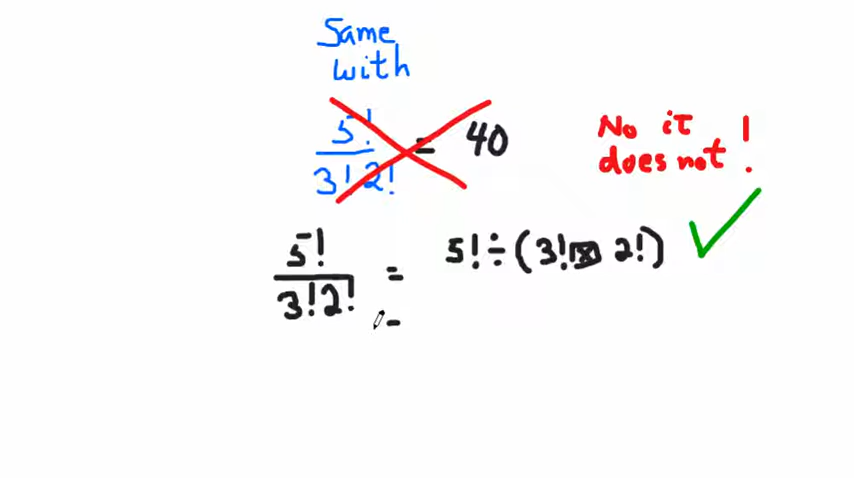 Same
with
5!
3!2!
= 40
No it
does not!
5!
3!2!
= 5!÷(3!×2!) ✓
=